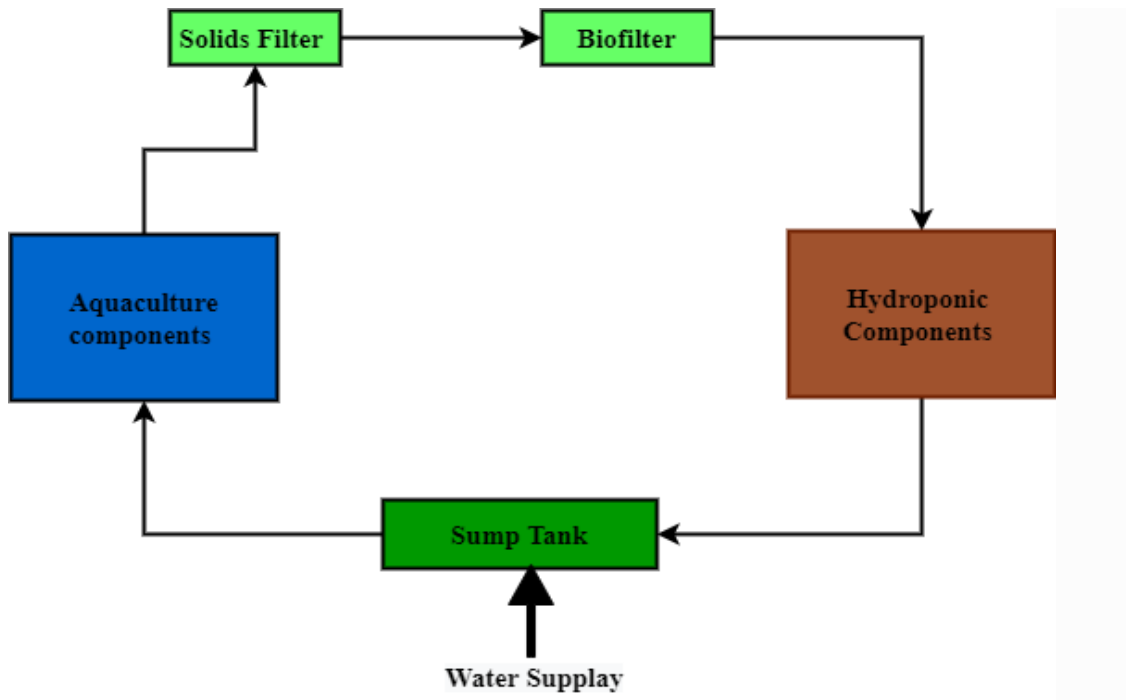 Solids Filter
Biofilter
Aquaculture
components
Hydroponic
Components
Sump Tank
Water Supplay